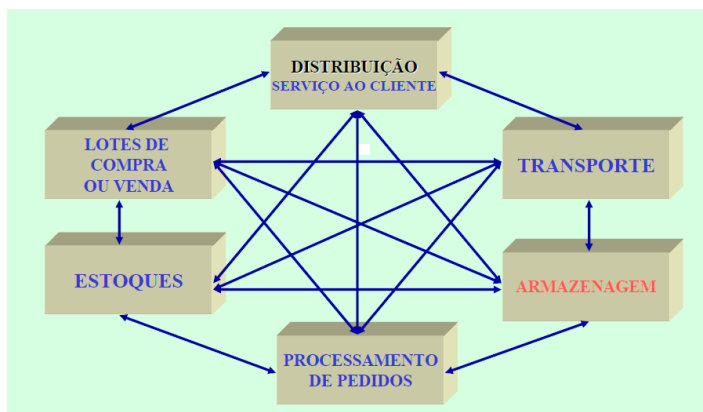 DISTRIBUIÇÃO
SERVIÇO AO CLIENTE
LOTES DE
COMPRA
OU VENDA
TRANSPORTE
ESTOQUES
ARMAZENAGEM
PROCESSAMENTO
DE PEDIDOS